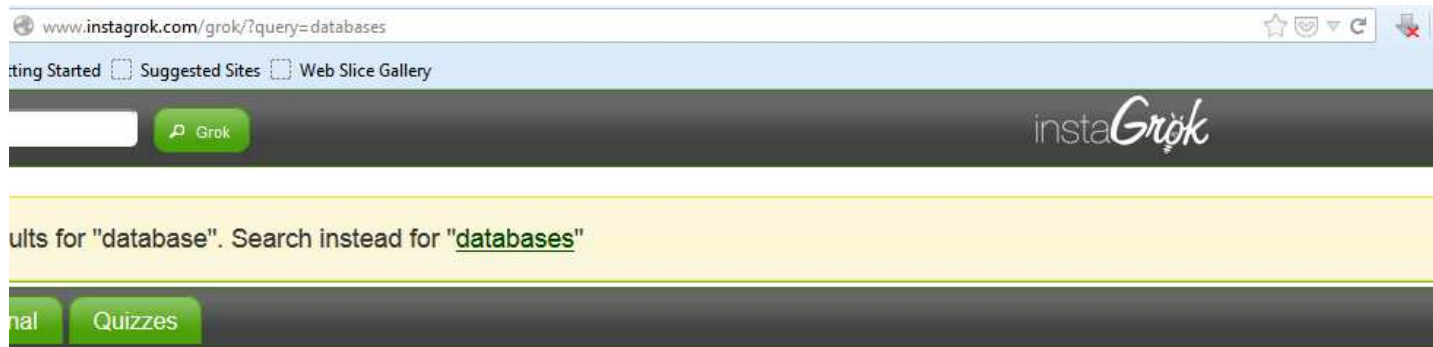 www.instagrok.com/grok/?query=databases
tting Started Suggested Sites Web Slice Gallery
Grok instaGrok
ults for "database". Search instead for "databases"
nal Quizzes